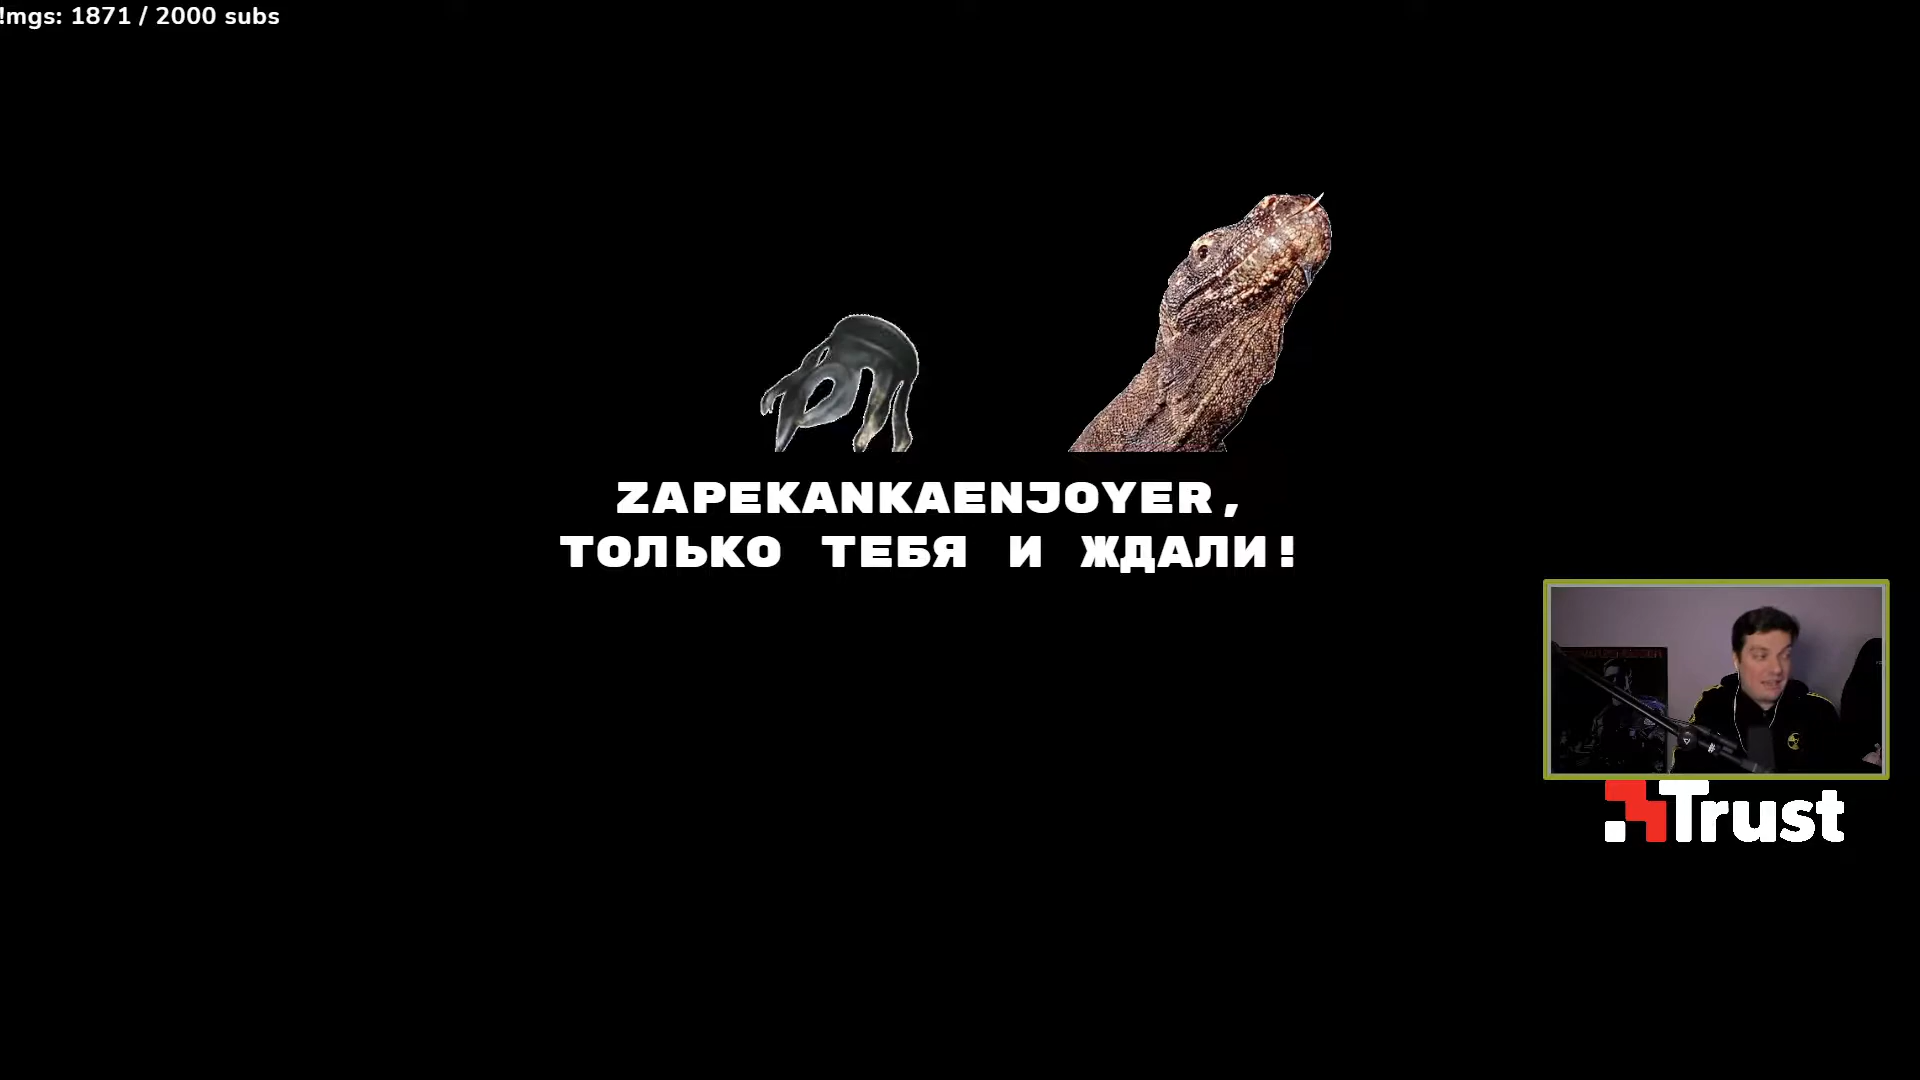 !mgs: 1871 / 2000 subs
ZAPEKANKAENJOYER,
ТОЛЬКО ТЕБЯ И ЖДАЛИ!
Trust